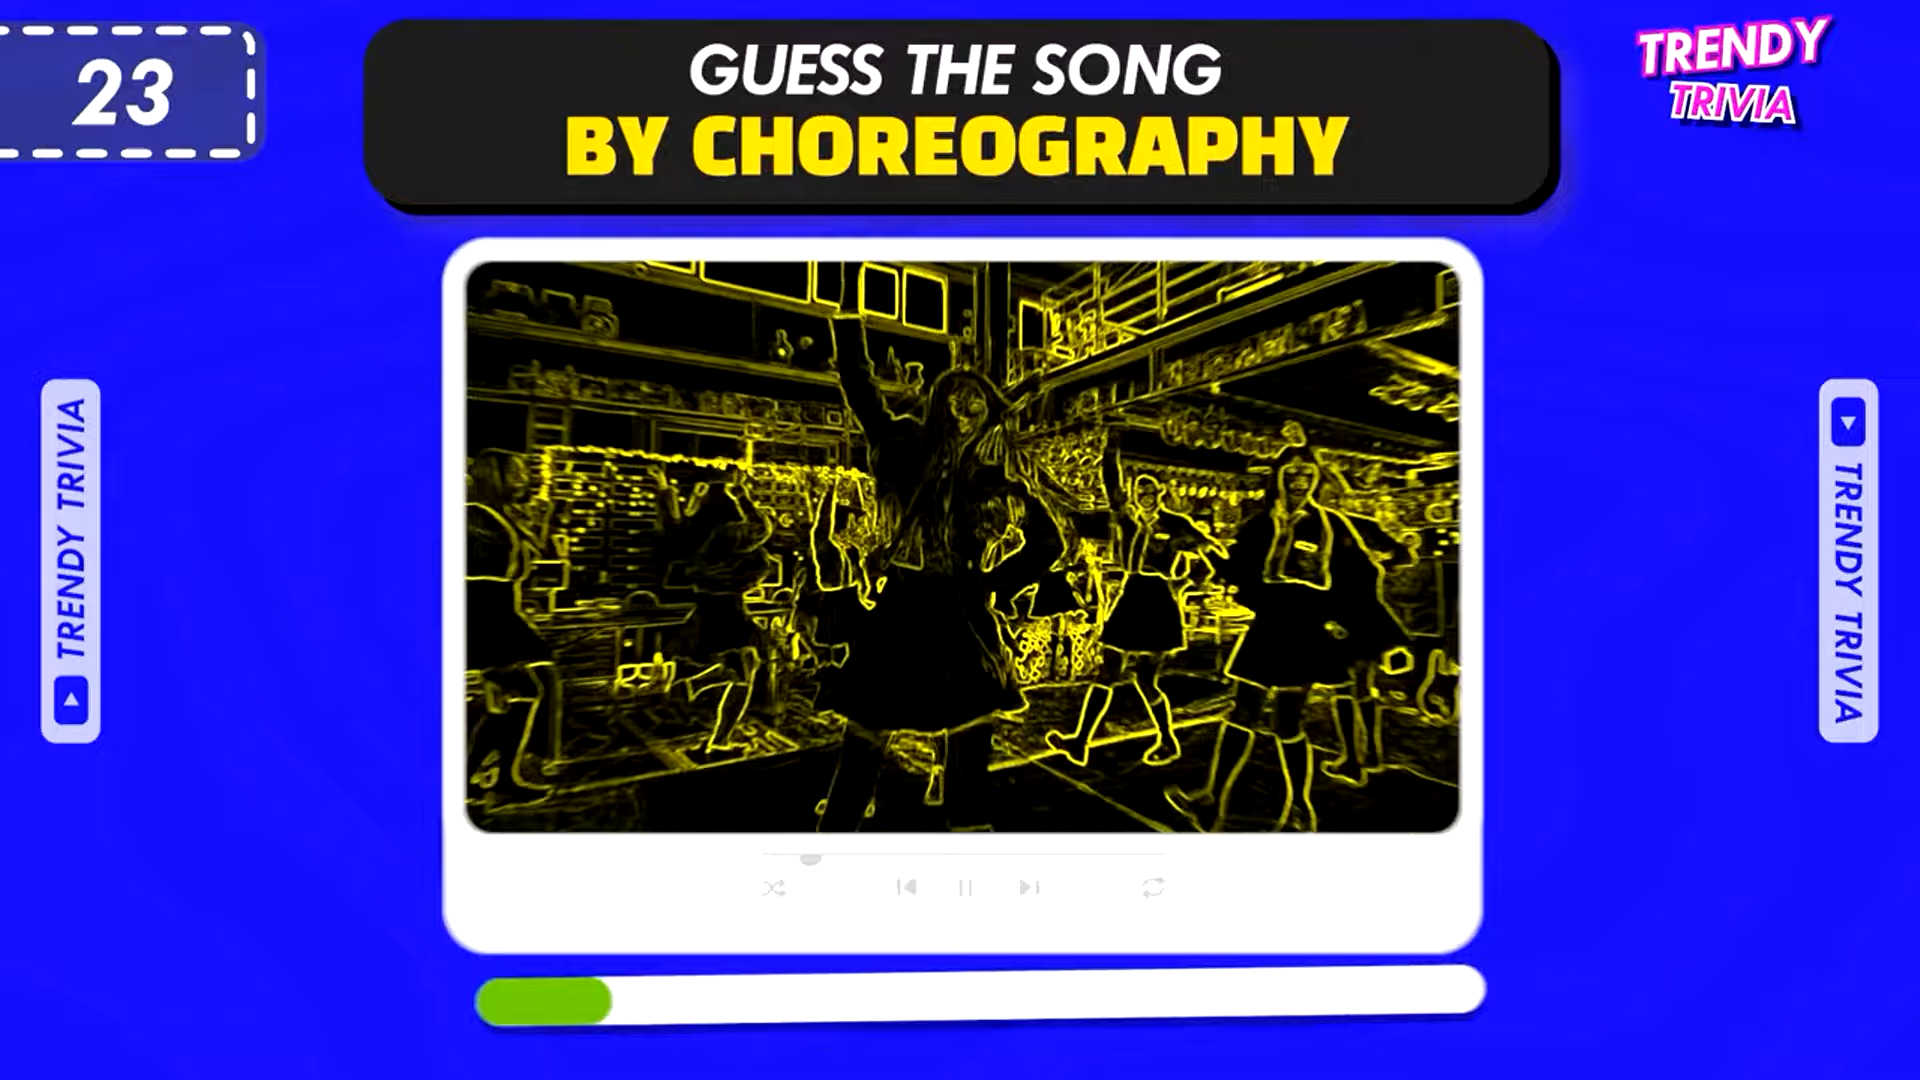 23
GUESS THE SONG
BY CHOREOGRAPHY
TRENDY
TRIVIA
TRENDY TRIVIA
TRENDY TRIVIA